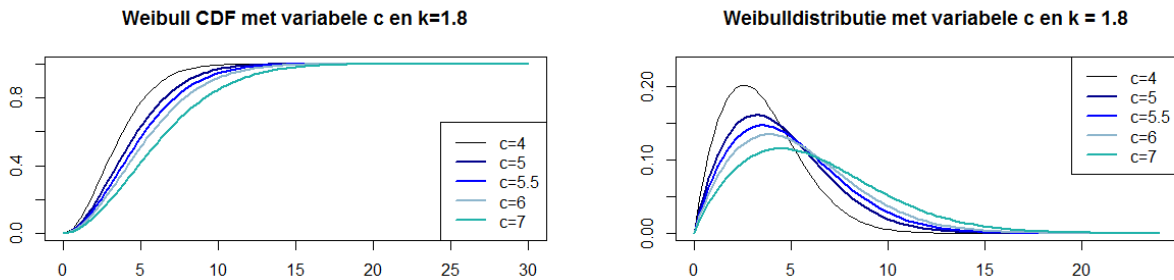 Weibull CDF met variabele c en k=1.8
0.8
0.4
0.0
c=4
c=5
c=5.5
c=6
c=7
0 5 10 15 20 25 30
Weibulldistributie met variabele c en k = 1.8
0.20
0.10
0.00
c=4
c=5
c=5.5
c=6
c=7
0 5 10 15 20